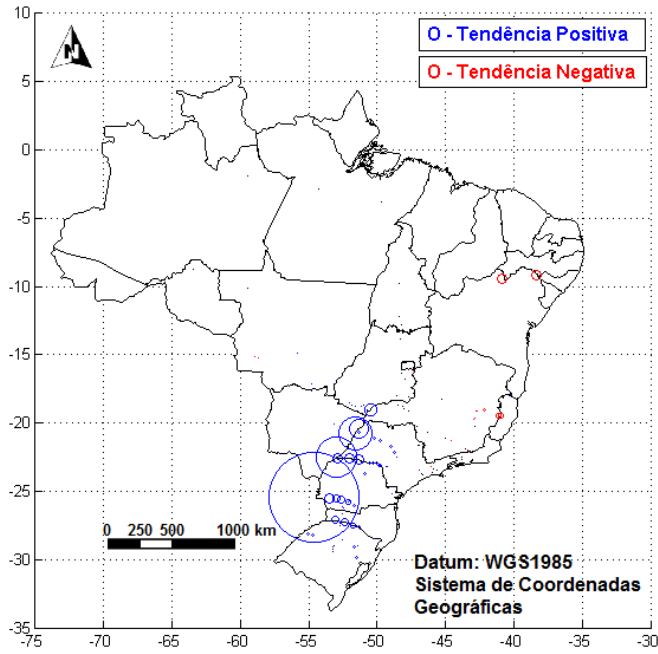 10
5
0
-5
-10
-15
-20
-25
-30
-35
-75
-70
-65
-60
-55
-50
-45
-40
-35
-30
N
O - Tendência Positiva
O - Tendência Negativa
0 250 500 1000 km
Datum: WGS1985
Sistema de Coordenadas
Geográficas